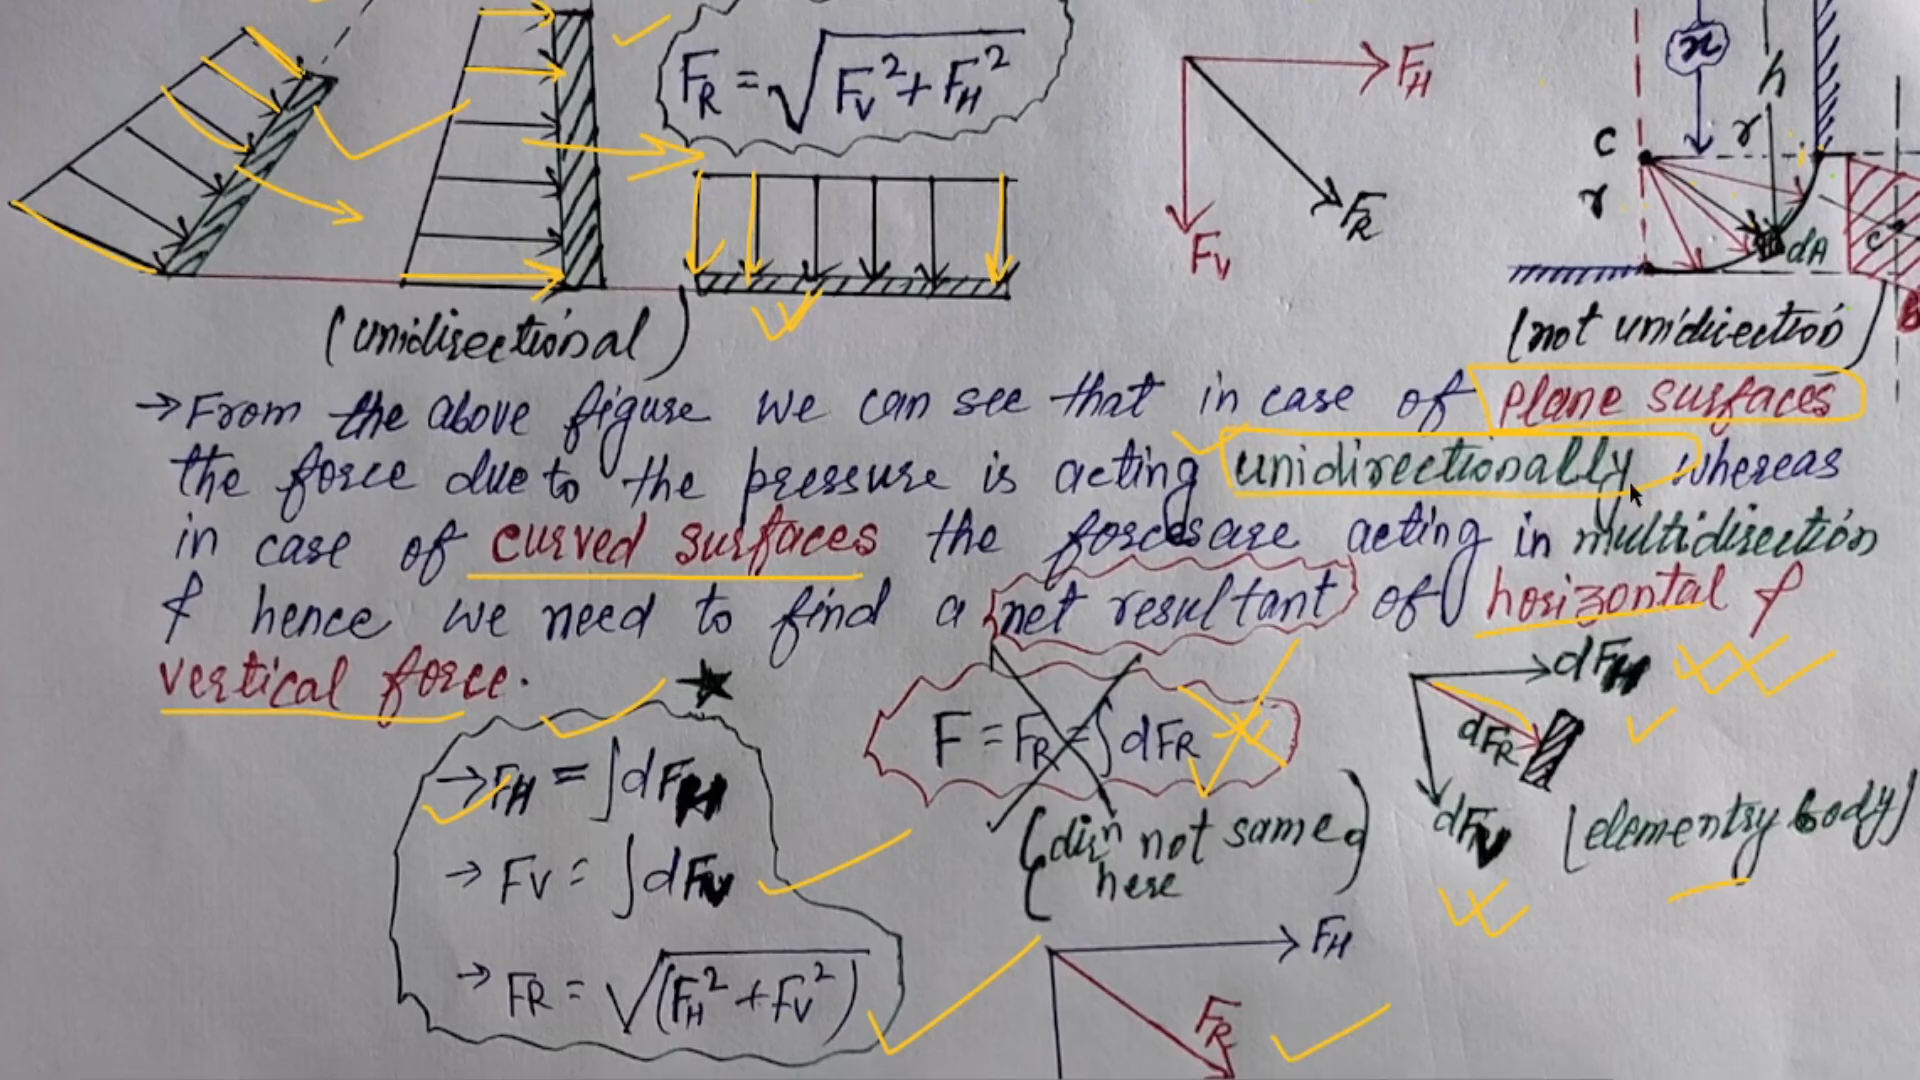 F_R = √F_V² + F_H²
F_H
F_R
F_V
x
h
r
C
r
dA
c
(unidirectional)
(not unidirection
→ From the above figure we can see that in case of plane surfaces
the force due to the pressure is acting unidirectionally whereas
in case of curved surfaces the forces are acting in multidirection
& hence we need to find a net resultant of horizontal &
vertical force.
F = F_R = ∫dF_R
(dirⁿ not same
here)
dF_H
dF_R
dF_V
(elementry body)
→ F_H = ∫dF_H
→ F_V = ∫dF_V
→ F_R = √(F_H² + F_V²)
F_H
F_R